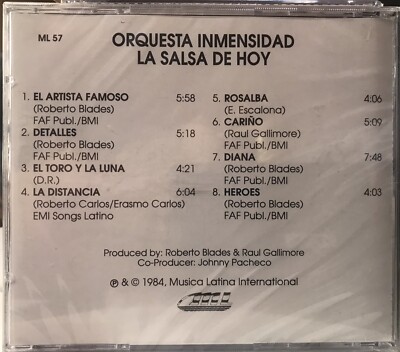 ML 57
ORQUESTA INMENSIDAD
LA SALSA DE HOY
1. EL ARTISTA FAMOSO 5:58
(Roberto Blades)
FAF Publ./BMI
2. DETALLES 5:18
(Roberto Blades)
FAF Publ./BMI
3. EL TORO Y LA LUNA 4:21
(D.R.)
4. LA DISTANCIA 6:04
(Roberto Carlos/Erasmo Carlos)
EMI Songs Latino
5. ROSALBA 4:06
(E. Escalona)
6. CARIÑO 5:09
(Raul Gallimore)
FAF Publ./BMI
7. DIANA 7:48
(Roberto Blades)
FAF Publ./BMI
8. HEROES 4:03
(Roberto Blades)
FAF Publ./BMI
Produced by: Roberto Blades & Raul Gallimore
Co-Producer: Johnny Pacheco
℗ & © 1984, Musica Latina International